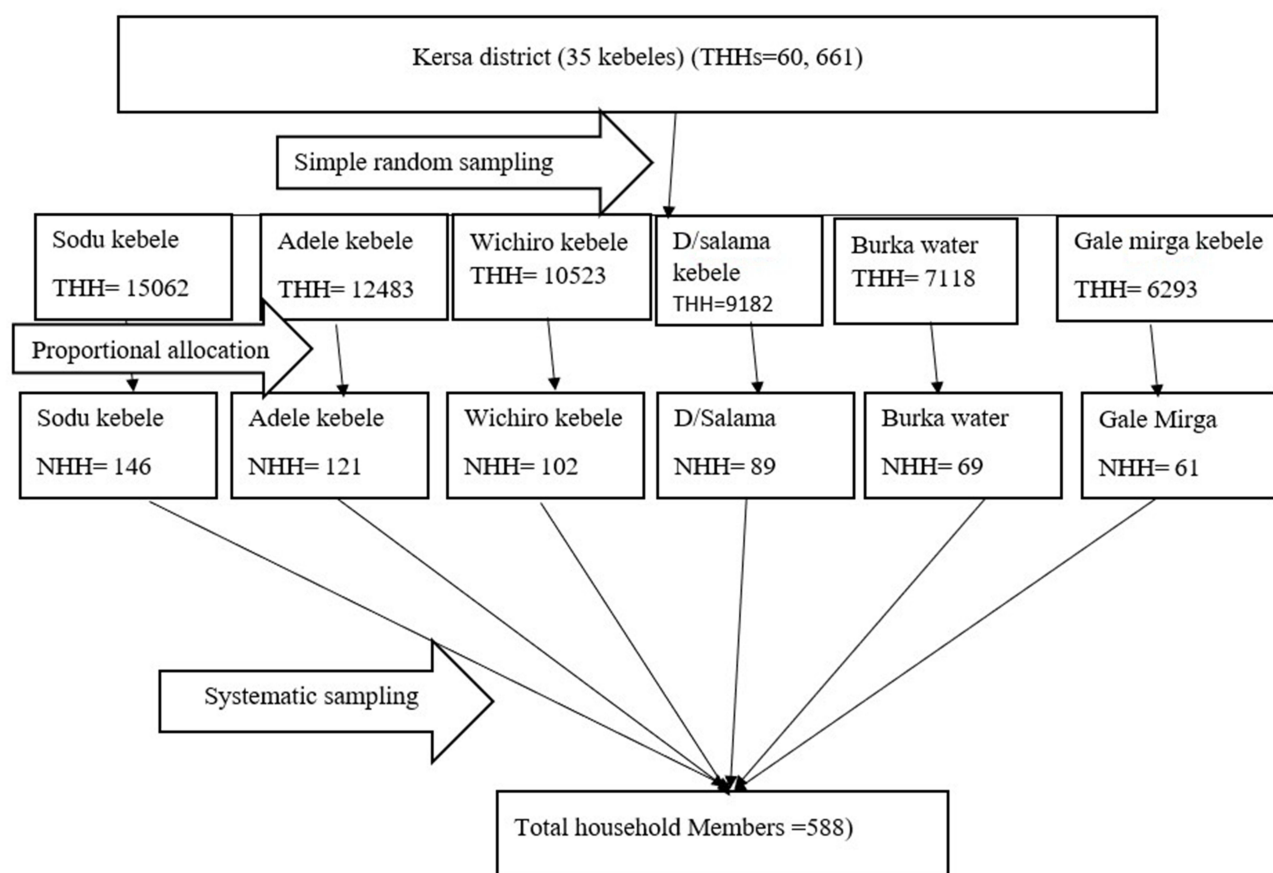 Kersa district (35 kebeles) (THHs=60, 661)
Simple random sampling
Sodu kebele
THH= 15062
Adele kebele
THH= 12483
Wichiro kebele
THH= 10523
D/salama
kebele
THH=9182
Burka water
THH= 7118
Gale mirga kebele
THH= 6293
Proportional allocation
Sodu kebele
NHH= 146
Adele kebele
NHH= 121
Wichiro kebele
NHH= 102
D/Salama
NHH= 89
Burka water
NHH= 69
Gale Mirga
NHH= 61
Systematic sampling
Total household Members =588)